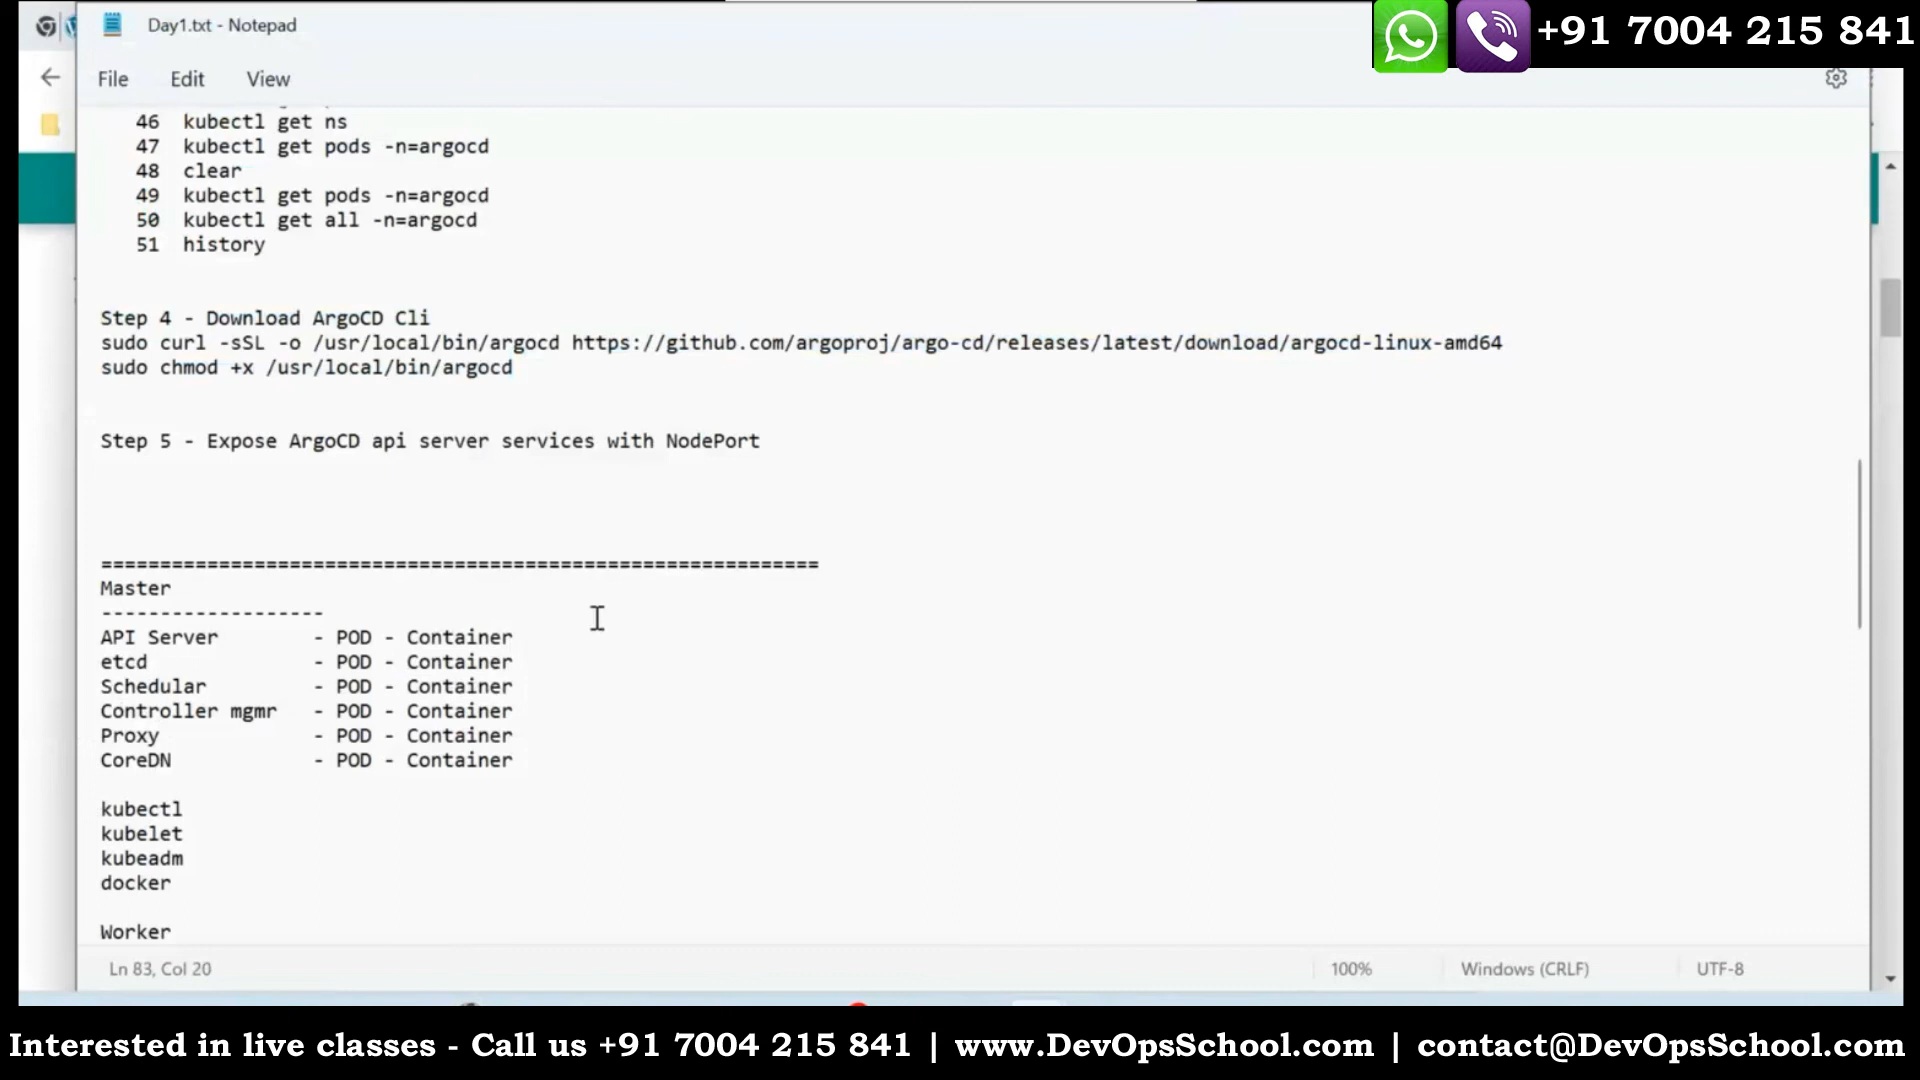 Day1.txt - Notepad
+91 7004 215 841
File Edit View
46 kubectl get ns
47 kubectl get pods -n=argocd
48 clear
49 kubectl get pods -n=argocd
50 kubectl get all -n=argocd
51 history
Step 4 - Download ArgoCD Cli
sudo curl -sSL -o /usr/local/bin/argocd https://github.com/argoproj/argo-cd/releases/latest/download/argocd-linux-amd64
sudo chmod +x /usr/local/bin/argocd
Step 5 - Expose ArgoCD api server services with NodePort
=============================================================
Master
-------------------
API Server - POD - Container
etcd - POD - Container
Schedular - POD - Container
Controller mgmr - POD - Container
Proxy - POD - Container
CoreDN - POD - Container
kubectl
kubelet
kubeadm
docker
Worker
Ln 83, Col 20 100% Windows (CRLF) UTF-8
Interested in live classes - Call us +91 7004 215 841 | www.DevOpsSchool.com | contact@DevOpsSchool.com